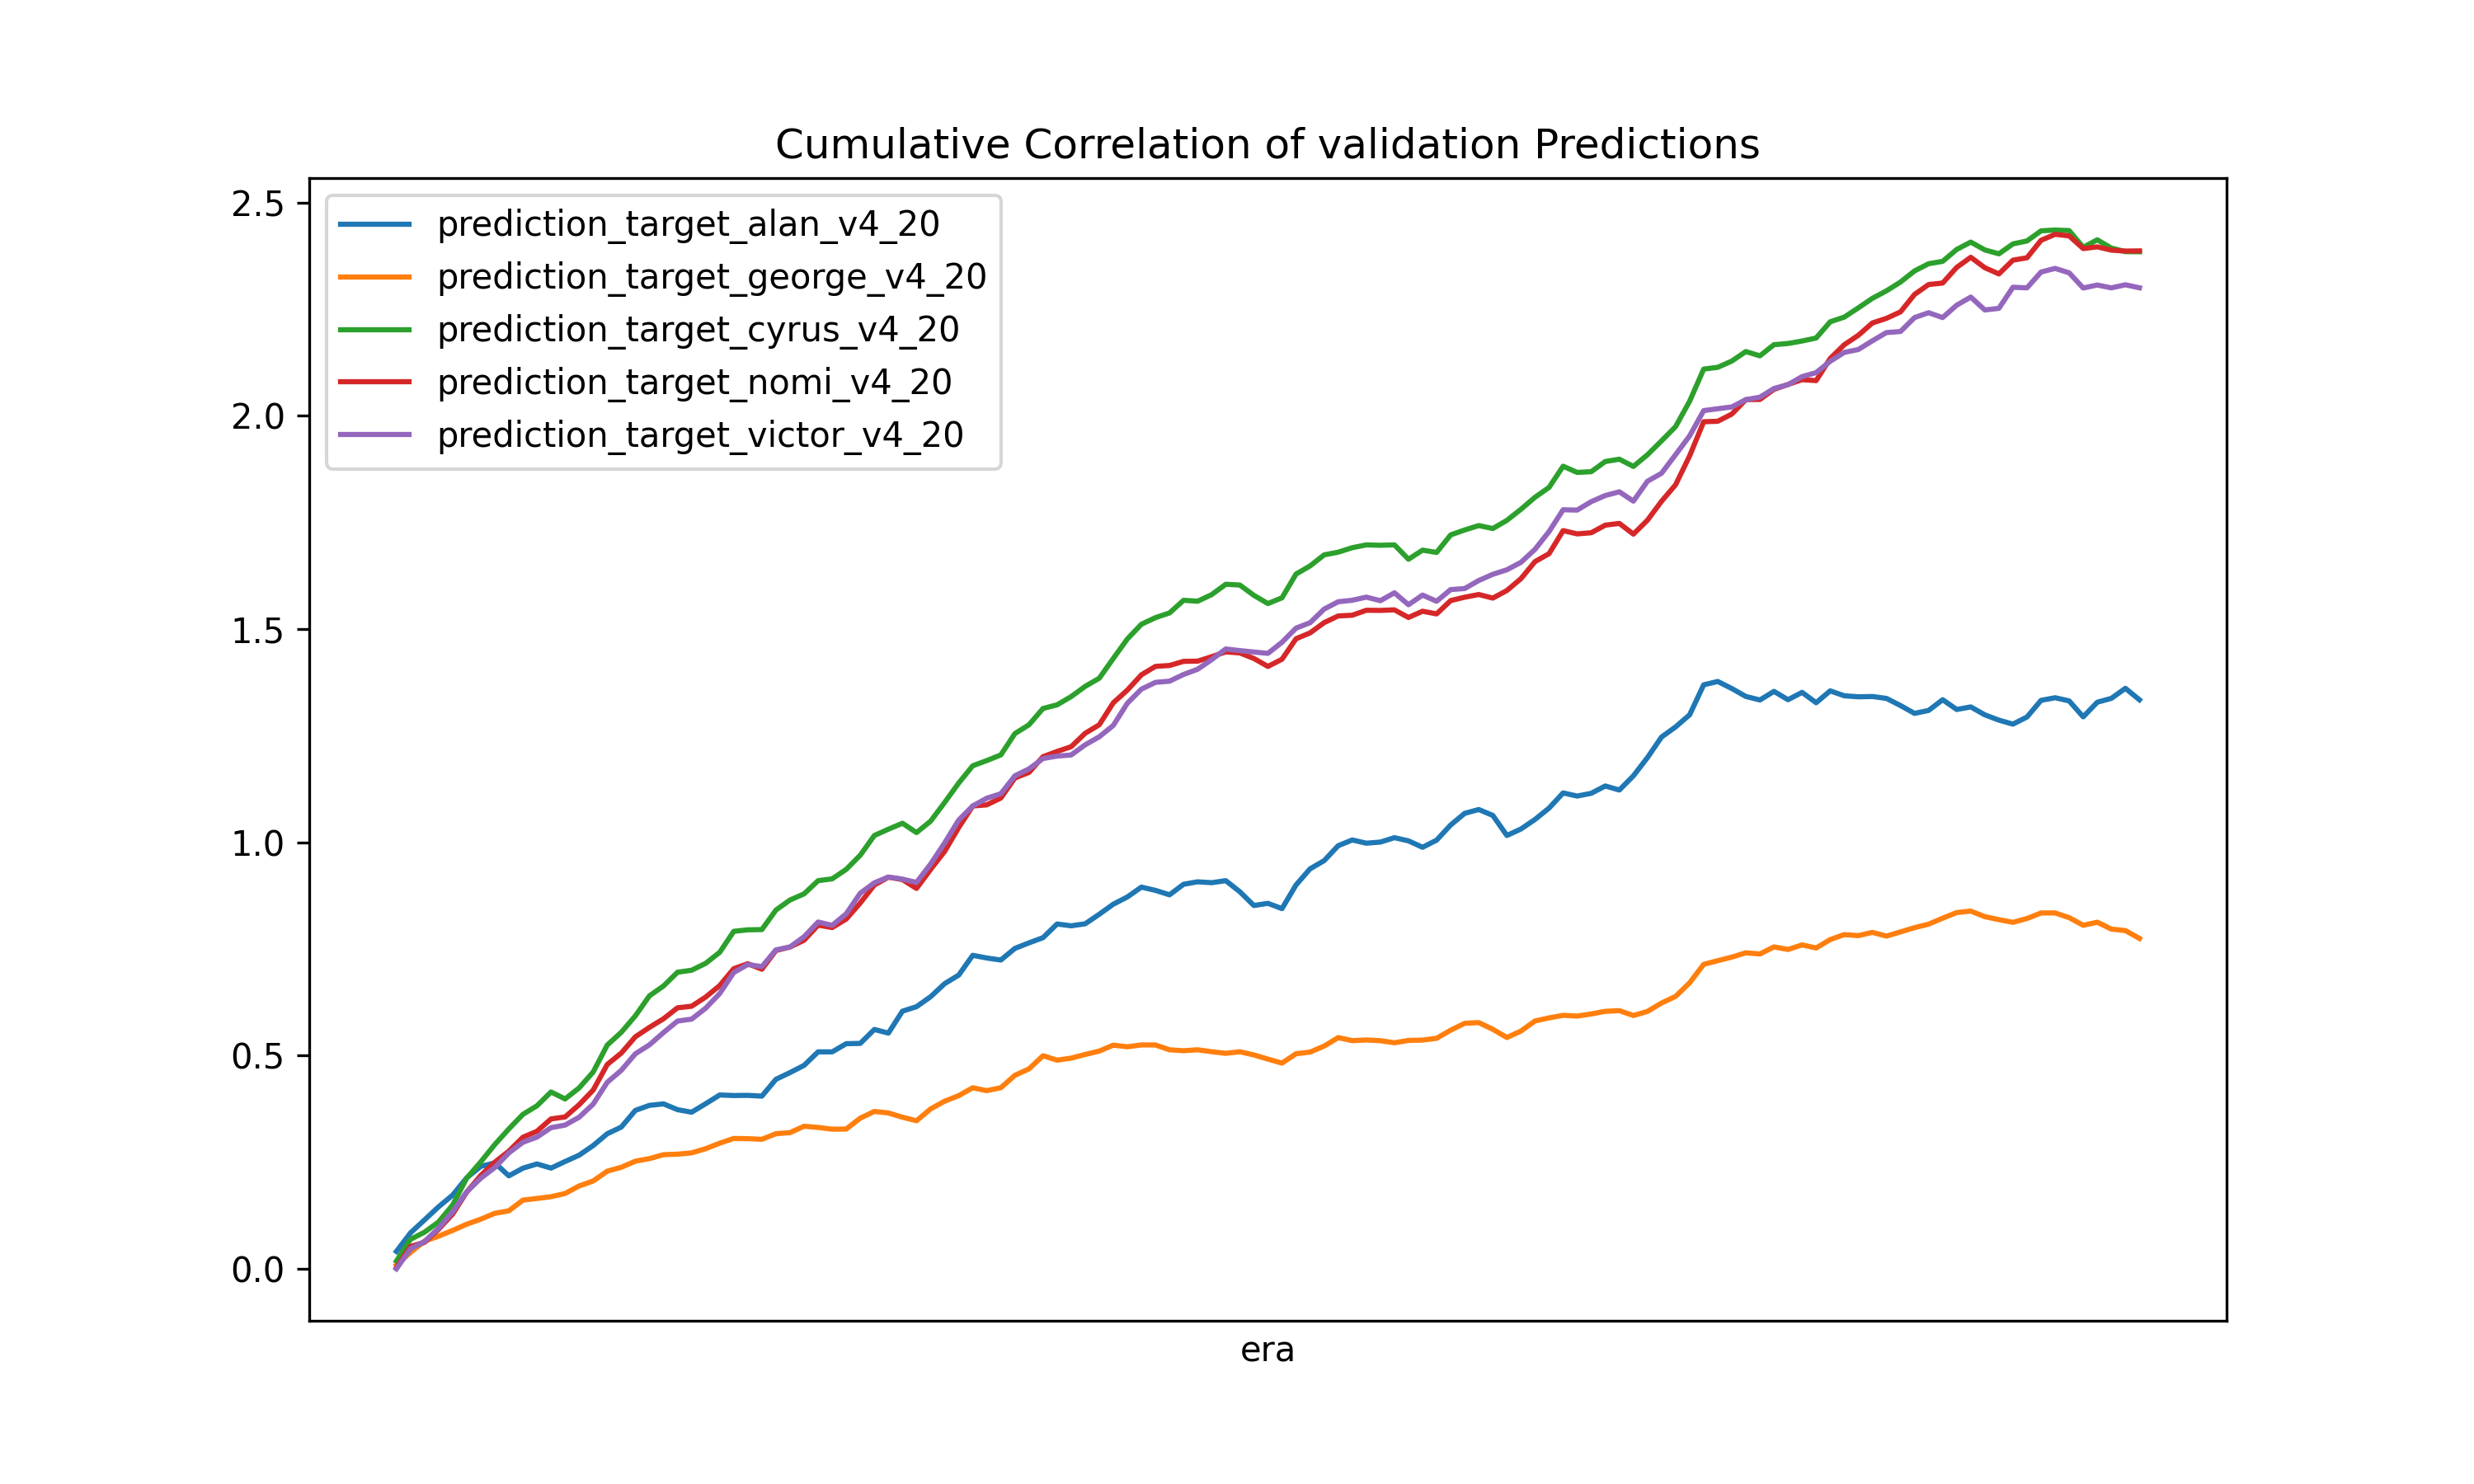 Cumulative Correlation of validation Predictions
2.5
2.0
1.5
1.0
0.5
0.0
prediction_target_alan_v4_20
prediction_target_george_v4_20
prediction_target_cyrus_v4_20
prediction_target_nomi_v4_20
prediction_target_victor_v4_20
era